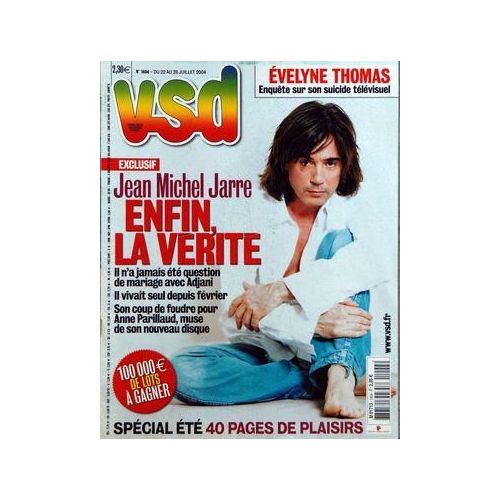 2,30€
N° 1404 - DU 22 AU 28 JUILLET 2004
vsd
ÉVELYNE THOMAS
Enquête sur son suicide télévisuel
EXCLUSIF
Jean Michel Jarre
ENFIN,
LA VERITE
Il n'a jamais été question
de mariage avec Adjani
Il vivait seul depuis février
Son coup de foudre pour
Anne Parillaud, muse
de son nouveau disque
100 000 €
DE LOTS
À GAGNER
www.vsd.fr
SPÉCIAL ÉTÉ 40 PAGES DE PLAISIRS